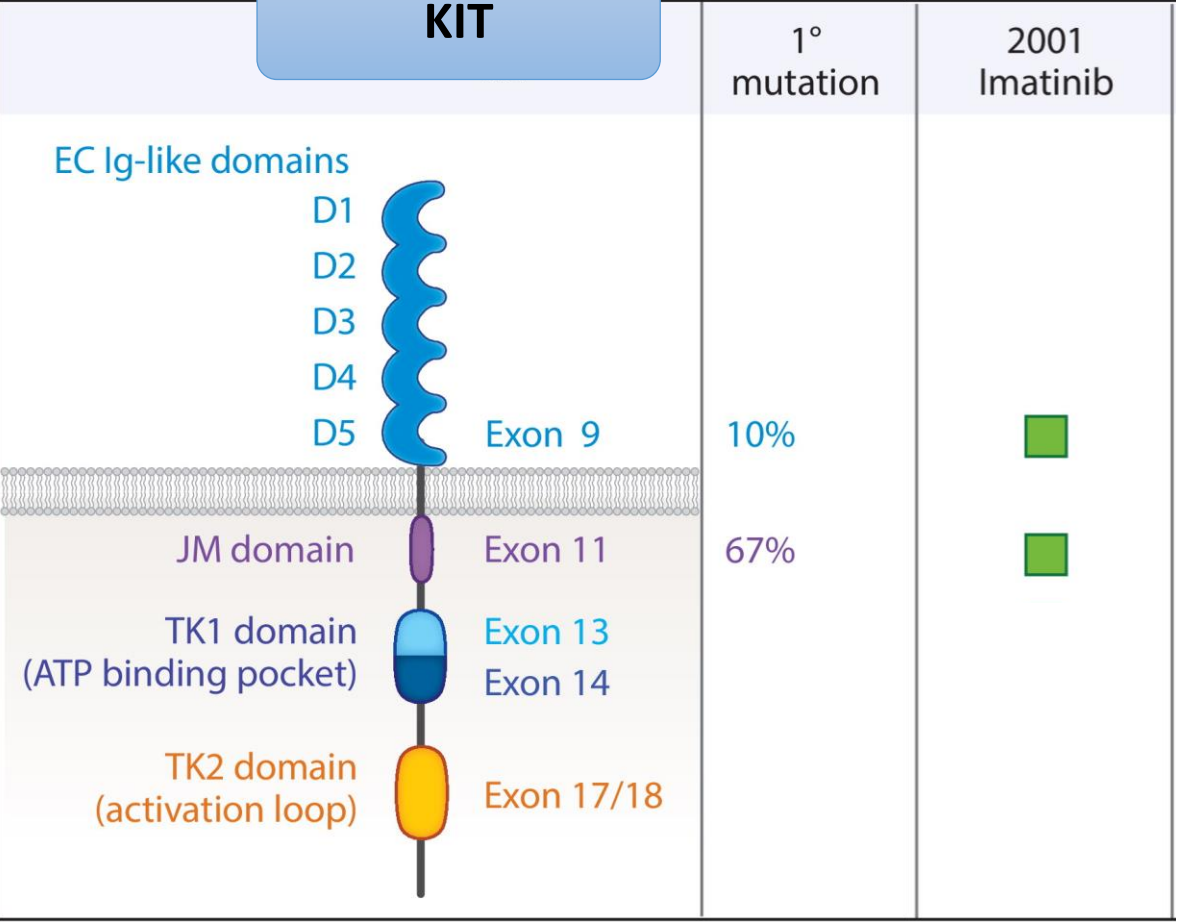 KIT
1°
mutation
2001
Imatinib
EC Ig-like domains
D1
D2
D3
D4
D5
Exon 9
10%
JM domain
Exon 11
67%
TK1 domain
(ATP binding pocket)
Exon 13
Exon 14
TK2 domain
(activation loop)
Exon 17/18